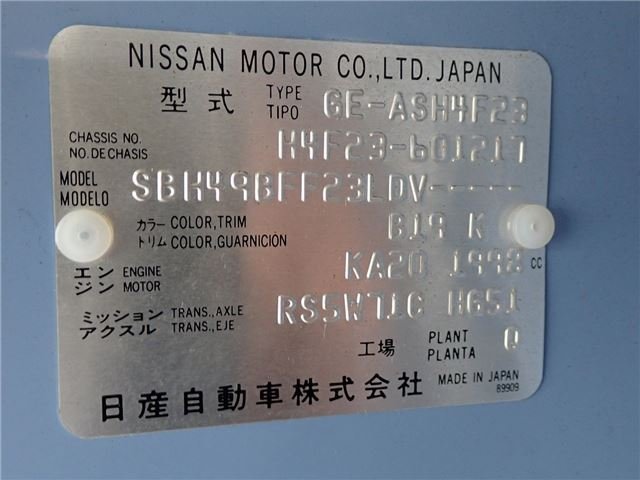 NISSAN MOTOR CO.,LTD. JAPAN
型式 TYPE TIPO GE-ASH4F23
CHASSIS NO. NO. DE CHASIS H4F23-601217
MODEL MODELO SBH49BFF23LDV-----
カラー COLOR,TRIM
トリム COLOR,GUARNICIÓN B19 K
エンジン ENGINE MOTOR KA20 1998 CC
ミッション TRANS.,AXLE
アクスル TRANS.,EJE RS5W71C HG51
工場 PLANT PLANTA Q
日産自動車株式会社 MADE IN JAPAN
89909